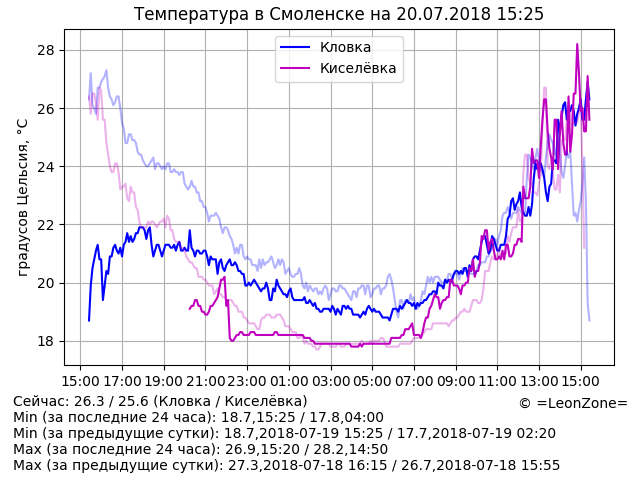 Температура в Смоленске на 20.07.2018 15:25
Кловка
Киселёвка
градусов Цельсия, °C
28
26
24
22
20
18
15:00 17:00 19:00 21:00 23:00 01:00 03:00 05:00 07:00 09:00 11:00 13:00 15:00
Сейчас: 26.3 / 25.6 (Кловка / Киселёвка)
© =LeonZone=
Min (за последние 24 часа): 18.7,15:25 / 17.8,04:00
Min (за предыдущие сутки): 18.7,2018-07-19 15:25 / 17.7,2018-07-19 02:20
Max (за последние 24 часа): 26.9,15:20 / 28.2,14:50
Max (за предыдущие сутки): 27.3,2018-07-18 16:15 / 26.7,2018-07-18 15:55